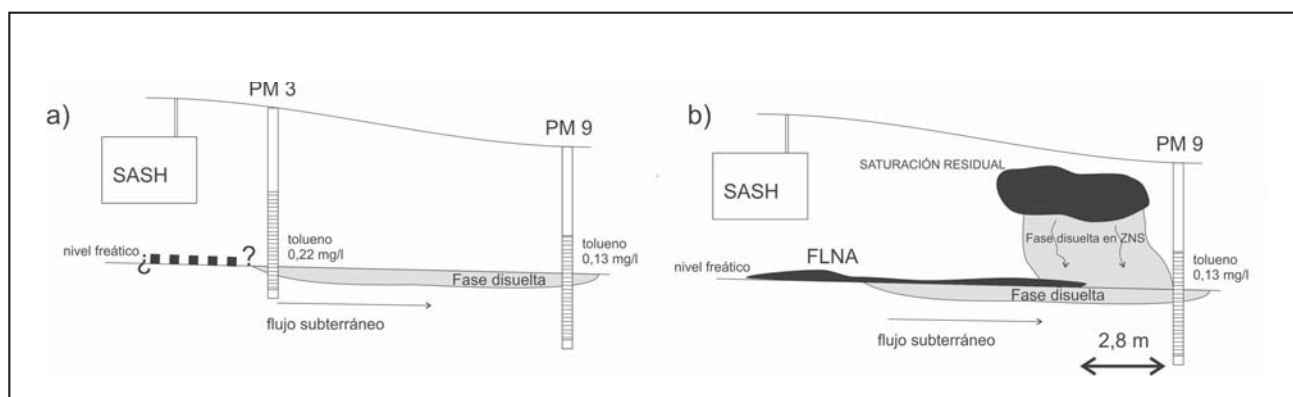 a)
PM 3
PM 9
SASH
nivel freático
¿
?
tolueno
0,22 mg/l
tolueno
0,13 mg/l
Fase disuelta
flujo subterráneo
b)
PM 9
SATURACIÓN RESIDUAL
SASH
Fase disuelta en ZNS
tolueno
0,13 mg/l
nivel freático
FLNA
Fase disuelta
flujo subterráneo
2,8 m